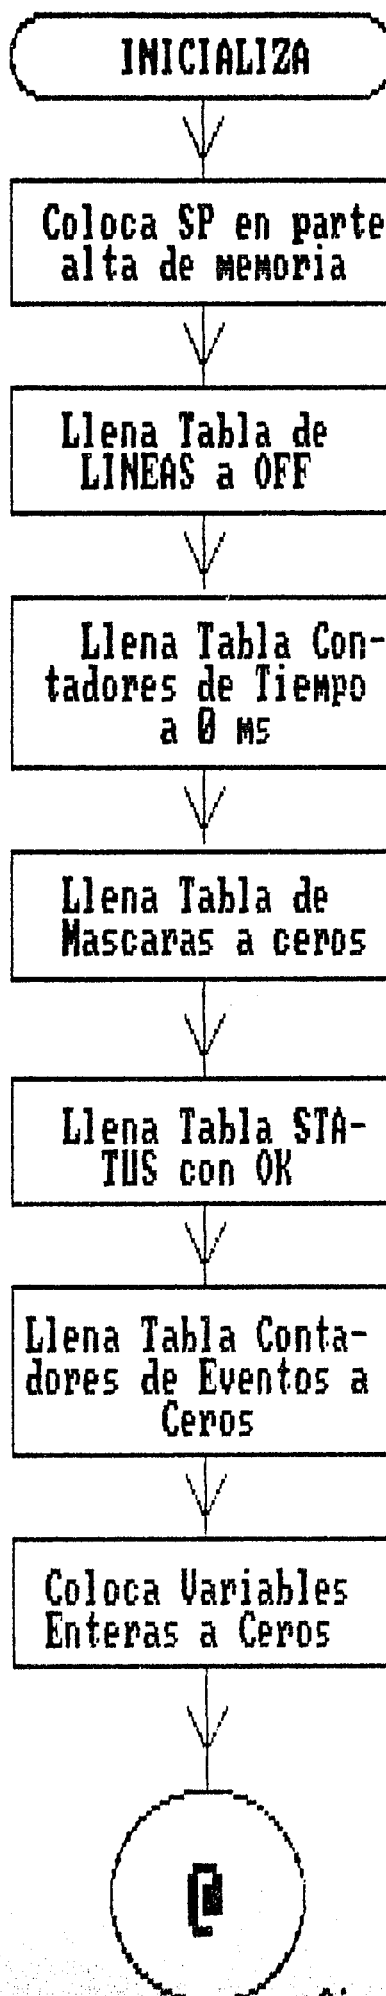 INICIALIZA
Coloca SP en parte
alta de memoria
Llena Tabla de
LINEAS a OFF
Llena Tabla Con-
tadores de Tiempo
a 0 ms
Llena Tabla de
Mascaras a ceros
Llena Tabla STA-
TUS con OK
Llena Tabla Conta-
dores de Eventos a
Ceros
Coloca Variables
Enteras a Ceros
@